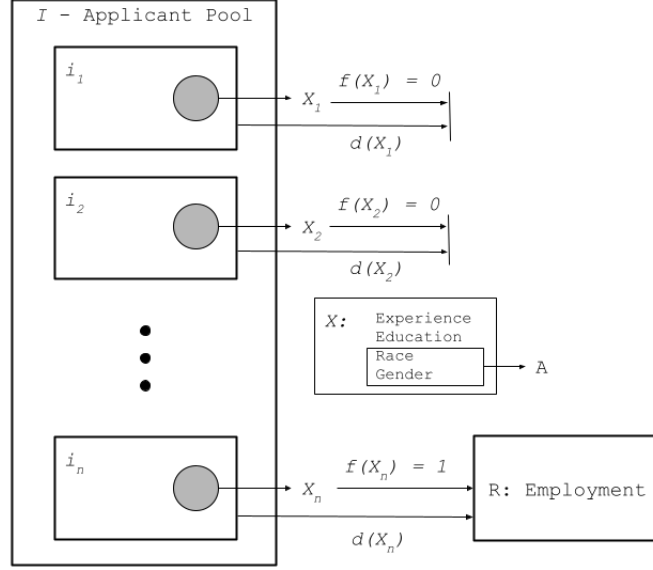 I - Applicant Pool
i₁
X₁
f(X₁) = 0
d(X₁)
i₂
X₂
f(X₂) = 0
d(X₂)
X: Experience
Education
Race
Gender
A
iₙ
Xₙ
f(Xₙ) = 1
d(Xₙ)
R: Employment